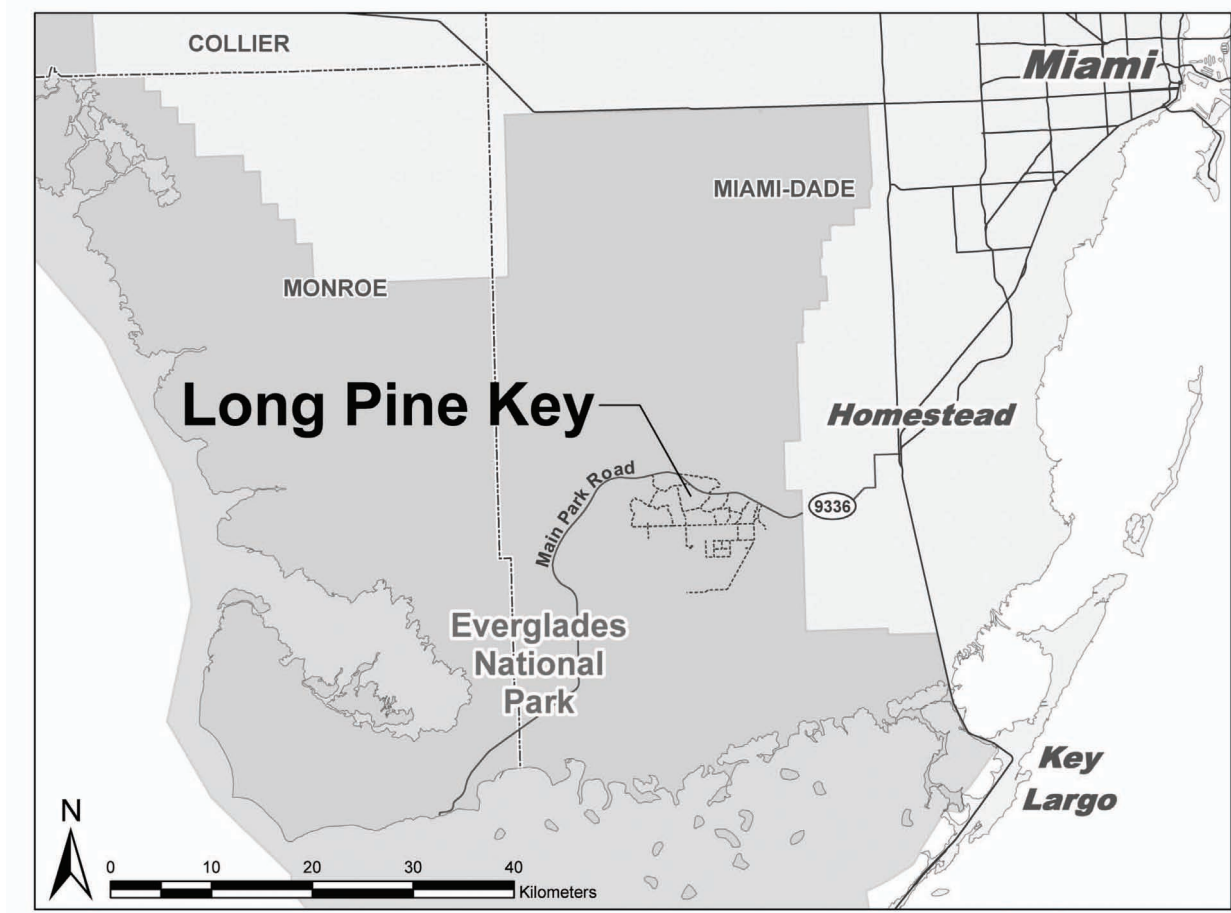 COLLIER
Miami
MIAMI-DADE
MONROE
Long Pine Key
Homestead
Main Park Road
9336
Everglades
National
Park
Key
Largo
N
0 10 20 30 40
Kilometers